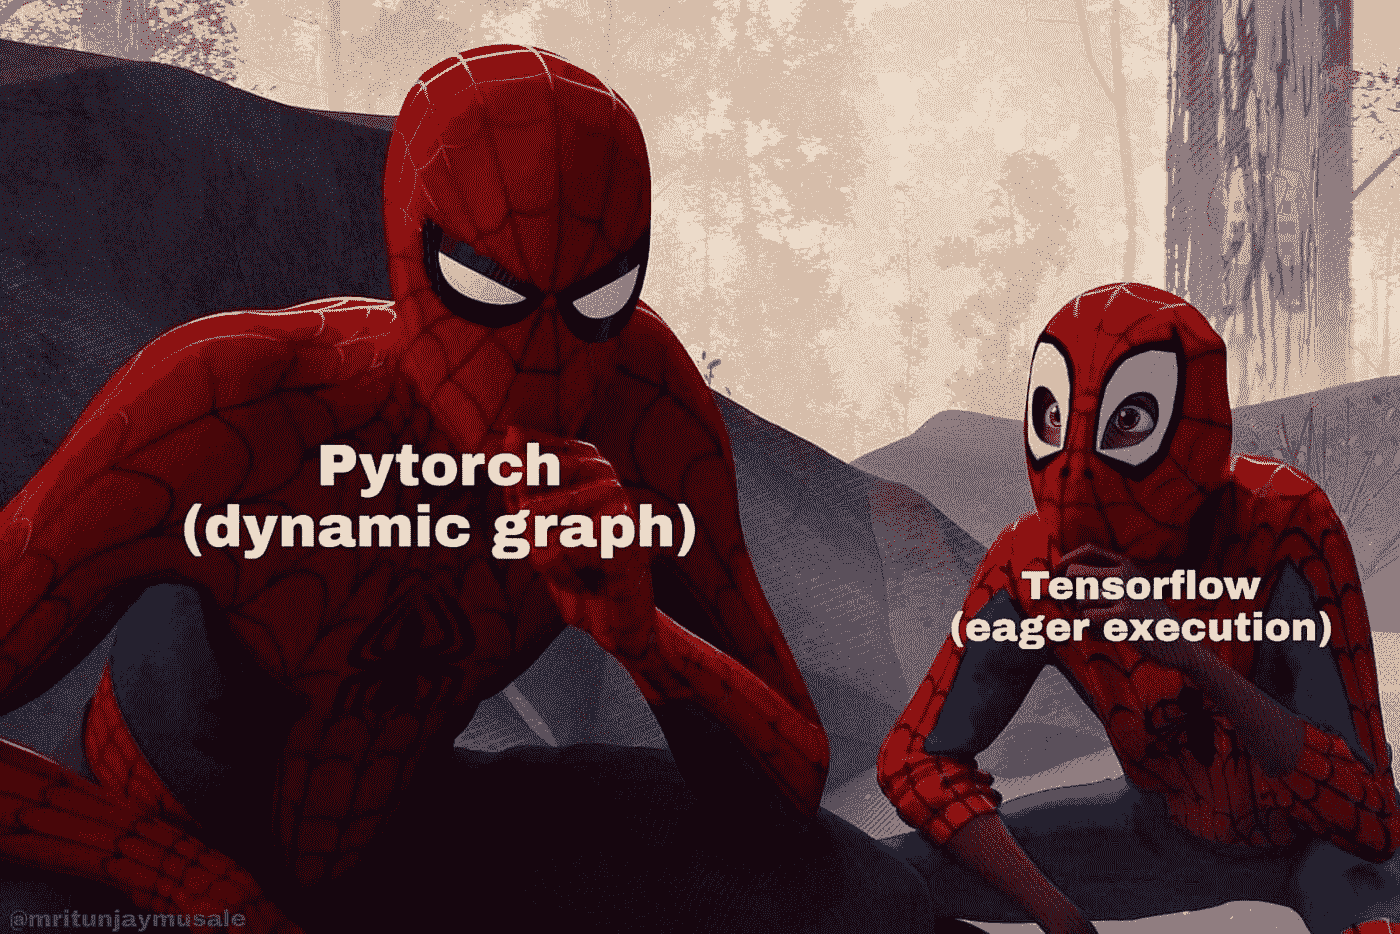 Pytorch
(dynamic graph)
Tensorflow
(eager execution)
@mritunjaymusale